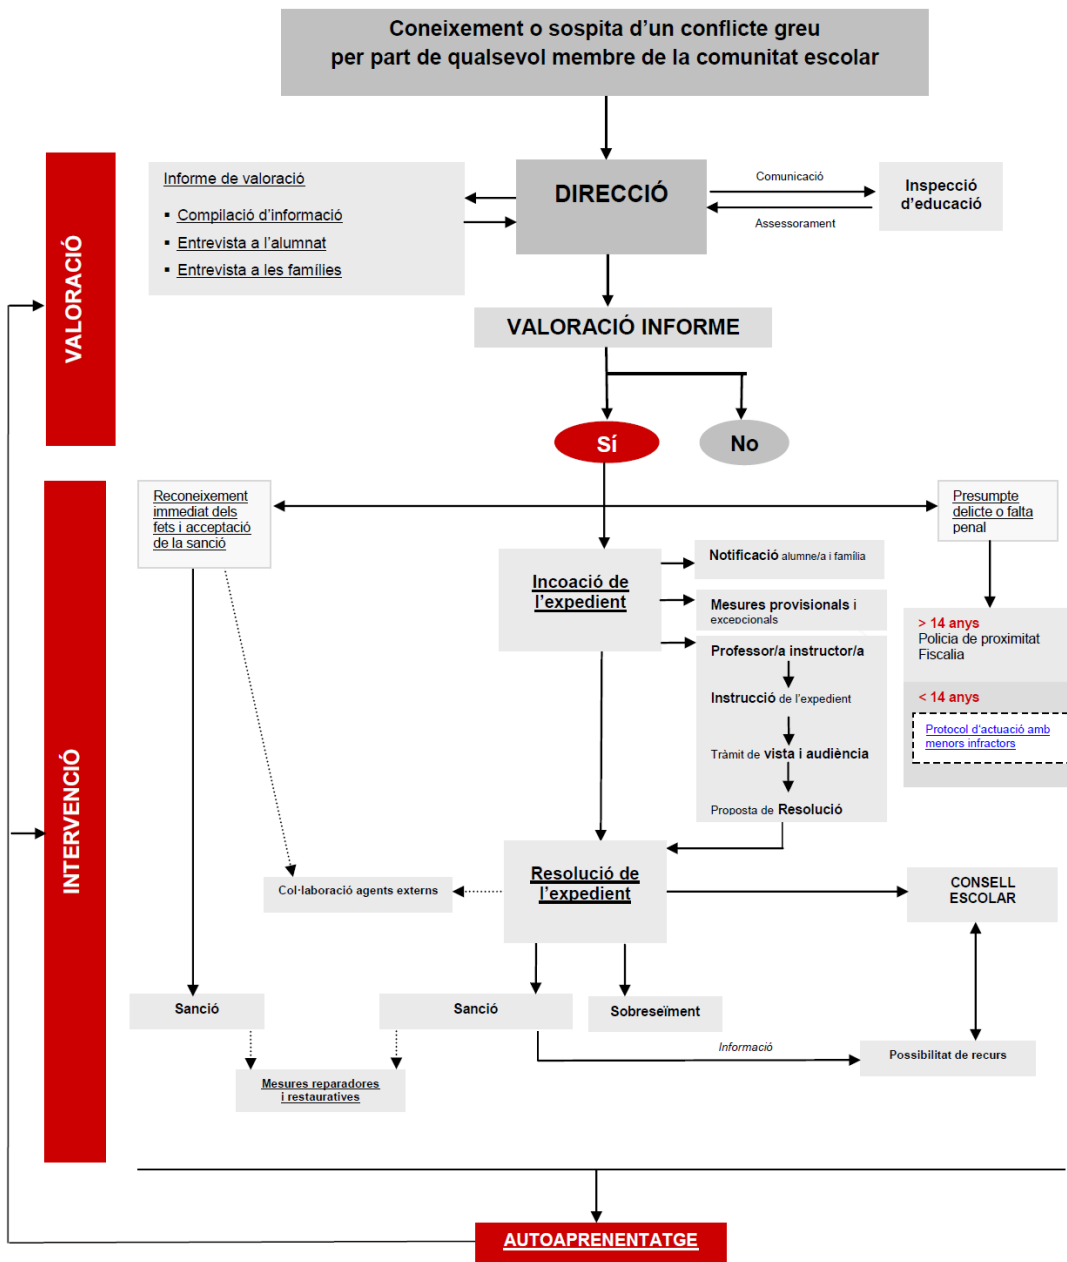 Coneixement o sospita d'un conflicte greu
per part de qualsevol membre de la comunitat escolar
VALORACIÓ
Informe de valoració
▪ Compilació d'informació
▪ Entrevista a l'alumnat
▪ Entrevista a les famílies
DIRECCIÓ
Comunicació
Assessorament
Inspecció
d'educació
VALORACIÓ INFORME
Sí
No
INTERVENCIÓ
Reconeixement
immediat dels
fets i acceptació
de la sanció
Presumpte
delicte o falta
penal
Incoació de
l'expedient
Notificació alumne/a i família
Mesures provisionals i
excepcionals
Professor/a instructor/a
Instrucció de l'expedient
Tràmit de vista i audiència
Proposta de Resolució
> 14 anys
Policia de proximitat
Fiscalia
< 14 anys
Protocol d'actuació amb
menors infractors
Resolució de
l'expedient
Col·laboració agents externs
CONSELL
ESCOLAR
Sanció
Sanció
Sobreseïment
Informació
Possibilitat de recurs
Mesures reparadores
i restauratives
AUTOAPRENENTATGE